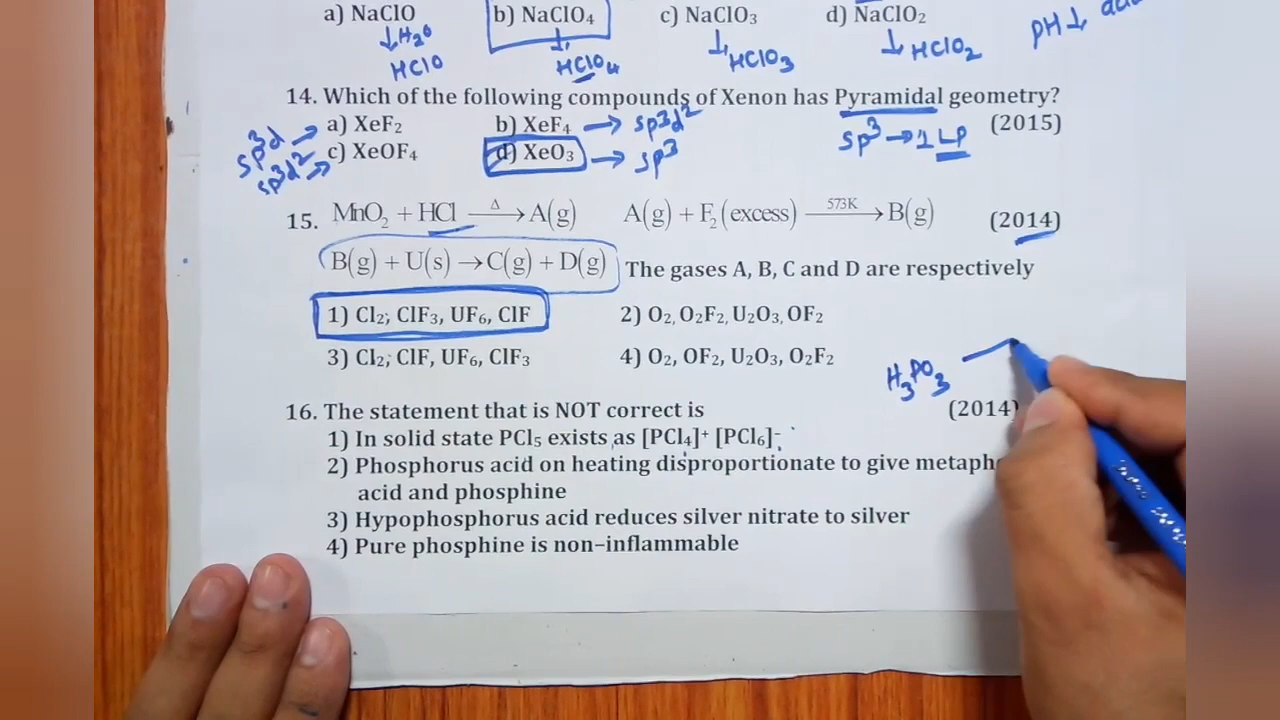 a) NaClO b) NaClO4 c) NaClO3 d) NaClO2
↓H2O ↓ ↓HClO3 ↓HClO2 pH↓
HClO HClO4
14. Which of the following compounds of Xenon has Pyramidal geometry?
sp3d → a) XeF2 b) XeF4 → sp3d2 sp3 → 1 LP (2015)
sp3d2 → c) XeOF4 d) XeO3 → sp3
15. MnO2 + HCl —Δ→ A(g) A(g) + F2 (excess) —573K→ B(g) (2014)
B(g) + U(s) → C(g) + D(g) The gases A, B, C and D are respectively
1) Cl2; ClF3, UF6, ClF 2) O2, O2F2, U2O3, OF2
3) Cl2; ClF, UF6, ClF3 4) O2, OF2, U2O3, O2F2
H3PO3
16. The statement that is NOT correct is (2014)
1) In solid state PCl5 exists as [PCl4]+ [PCl6]-
2) Phosphorus acid on heating disproportionate to give metaph
acid and phosphine
3) Hypophosphorus acid reduces silver nitrate to silver
4) Pure phosphine is non-inflammable